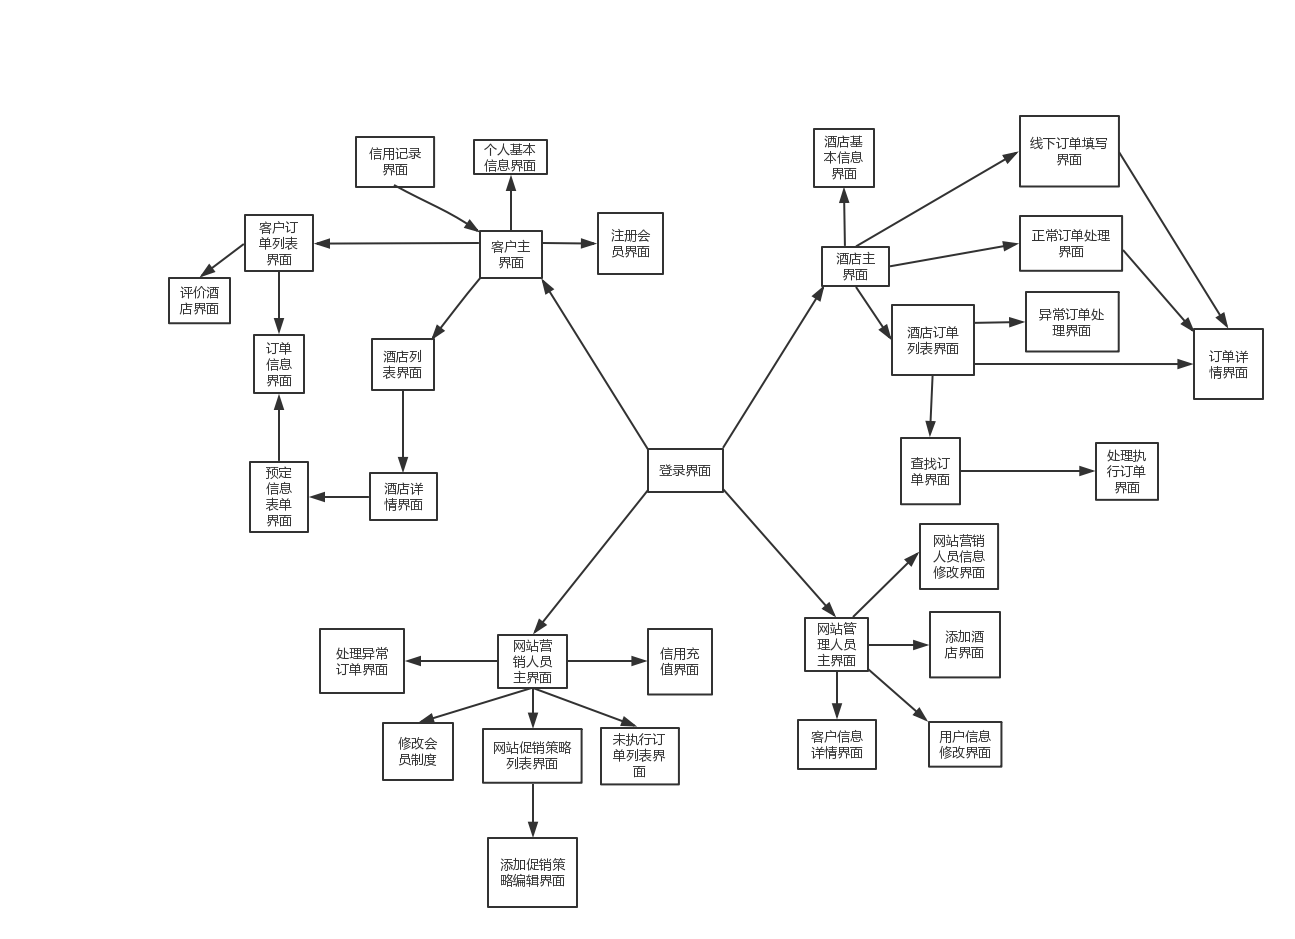 信用记录
界面
个人基本
信息界面
客户订
单列表
界面
客户主
界面
注册会
员界面
评价酒
店界面
订单
信息
界面
酒店列
表界面
预定
信息
表单
界面
酒店详
情界面
登录界面
酒店基
本信息
界面
线下订单填写
界面
酒店主
界面
正常订单处理
界面
酒店订单
列表界面
异常订单处
理界面
订单详
情界面
查找订
单界面
处理执
行订单
界面
网站营销
人员信息
修改界面
网站管
理人员
主界面
添加酒
店界面
客户信息
详情界面
用户信息
修改界面
处理异常
订单界面
网站营
销人员
主界面
信用充
值界面
修改会
员制度
网站促销策略
列表界面
未执行订
单列表界
面
添加促销策
略编辑界面